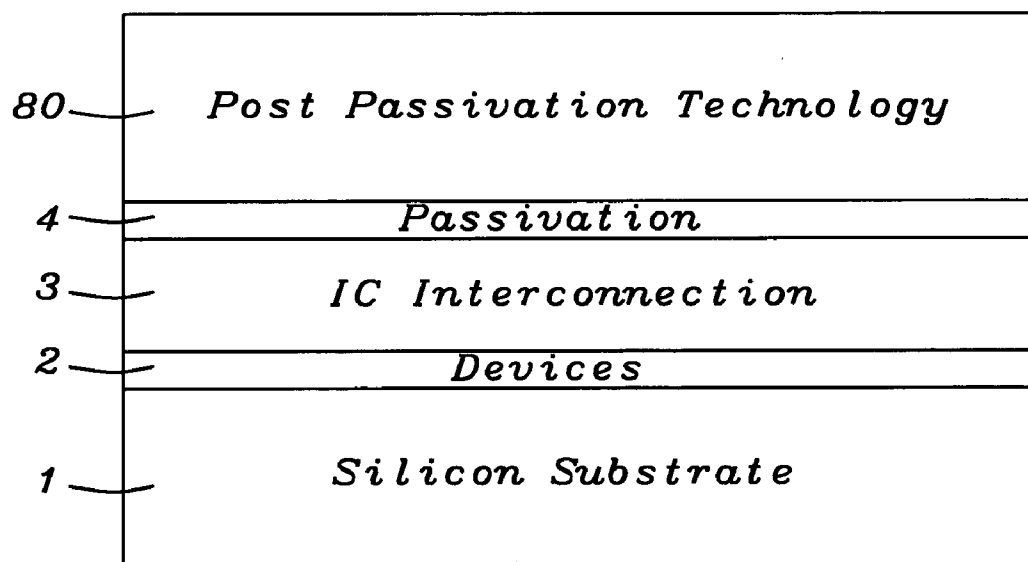 80 Post Passivation Technology
4 Passivation
3 IC Interconnection
2 Devices
1 Silicon Substrate